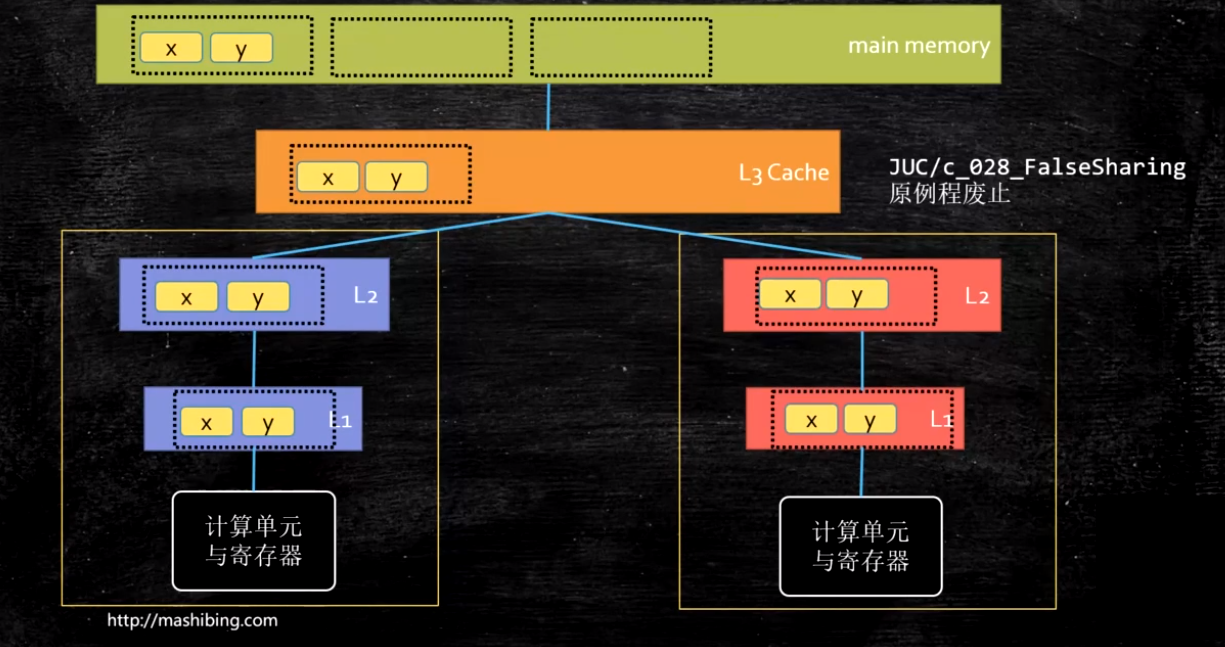 x y main memory
x y L3 Cache
JUC/c_028_FalseSharing
原例程废止
x y L2
x y L2
x y L1
x y L1
计算单元
与寄存器
计算单元
与寄存器
http://mashibing.com